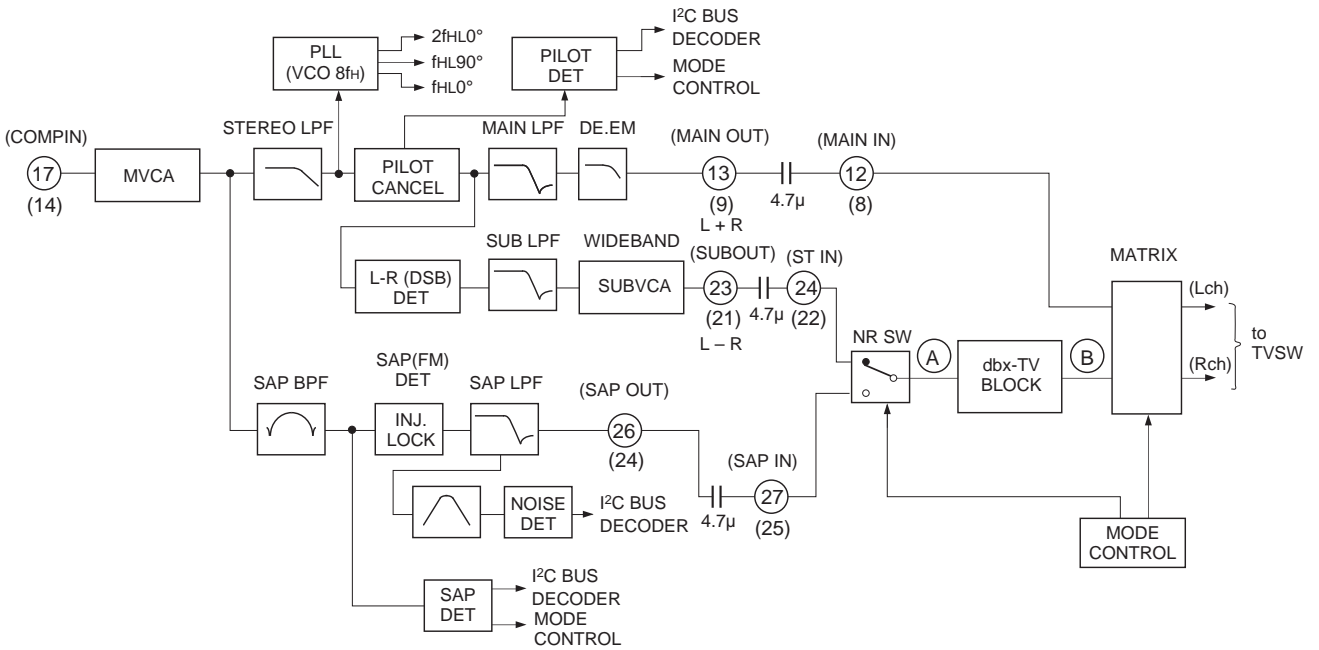 I²C BUS
DECODER
MODE
CONTROL
2fHL0°
fHL90°
fHL0°
PLL
(VCO 8fH)
PILOT
DET
STEREO LPF
MAIN LPF
DE.EM
(MAIN OUT)
(MAIN IN)
(COMPIN)
17
(14)
MVCA
PILOT
CANCEL
13
(9)
L + R
4.7μ
12
(8)
SUB LPF
WIDEBAND
(SUBOUT)
(ST IN)
L-R (DSB)
DET
SUBVCA
23
(21)
L – R
4.7μ
24
(22)
MATRIX
(Lch)
(Rch)
to
TVSW
NR SW
A
dbx-TV
BLOCK
B
SAP BPF
SAP(FM)
DET
SAP LPF
(SAP OUT)
INJ.
LOCK
26
(24)
(SAP IN)
4.7μ
27
(25)
NOISE
DET
I²C BUS
DECODER
MODE
CONTROL
SAP
DET
I²C BUS
DECODER
MODE
CONTROL